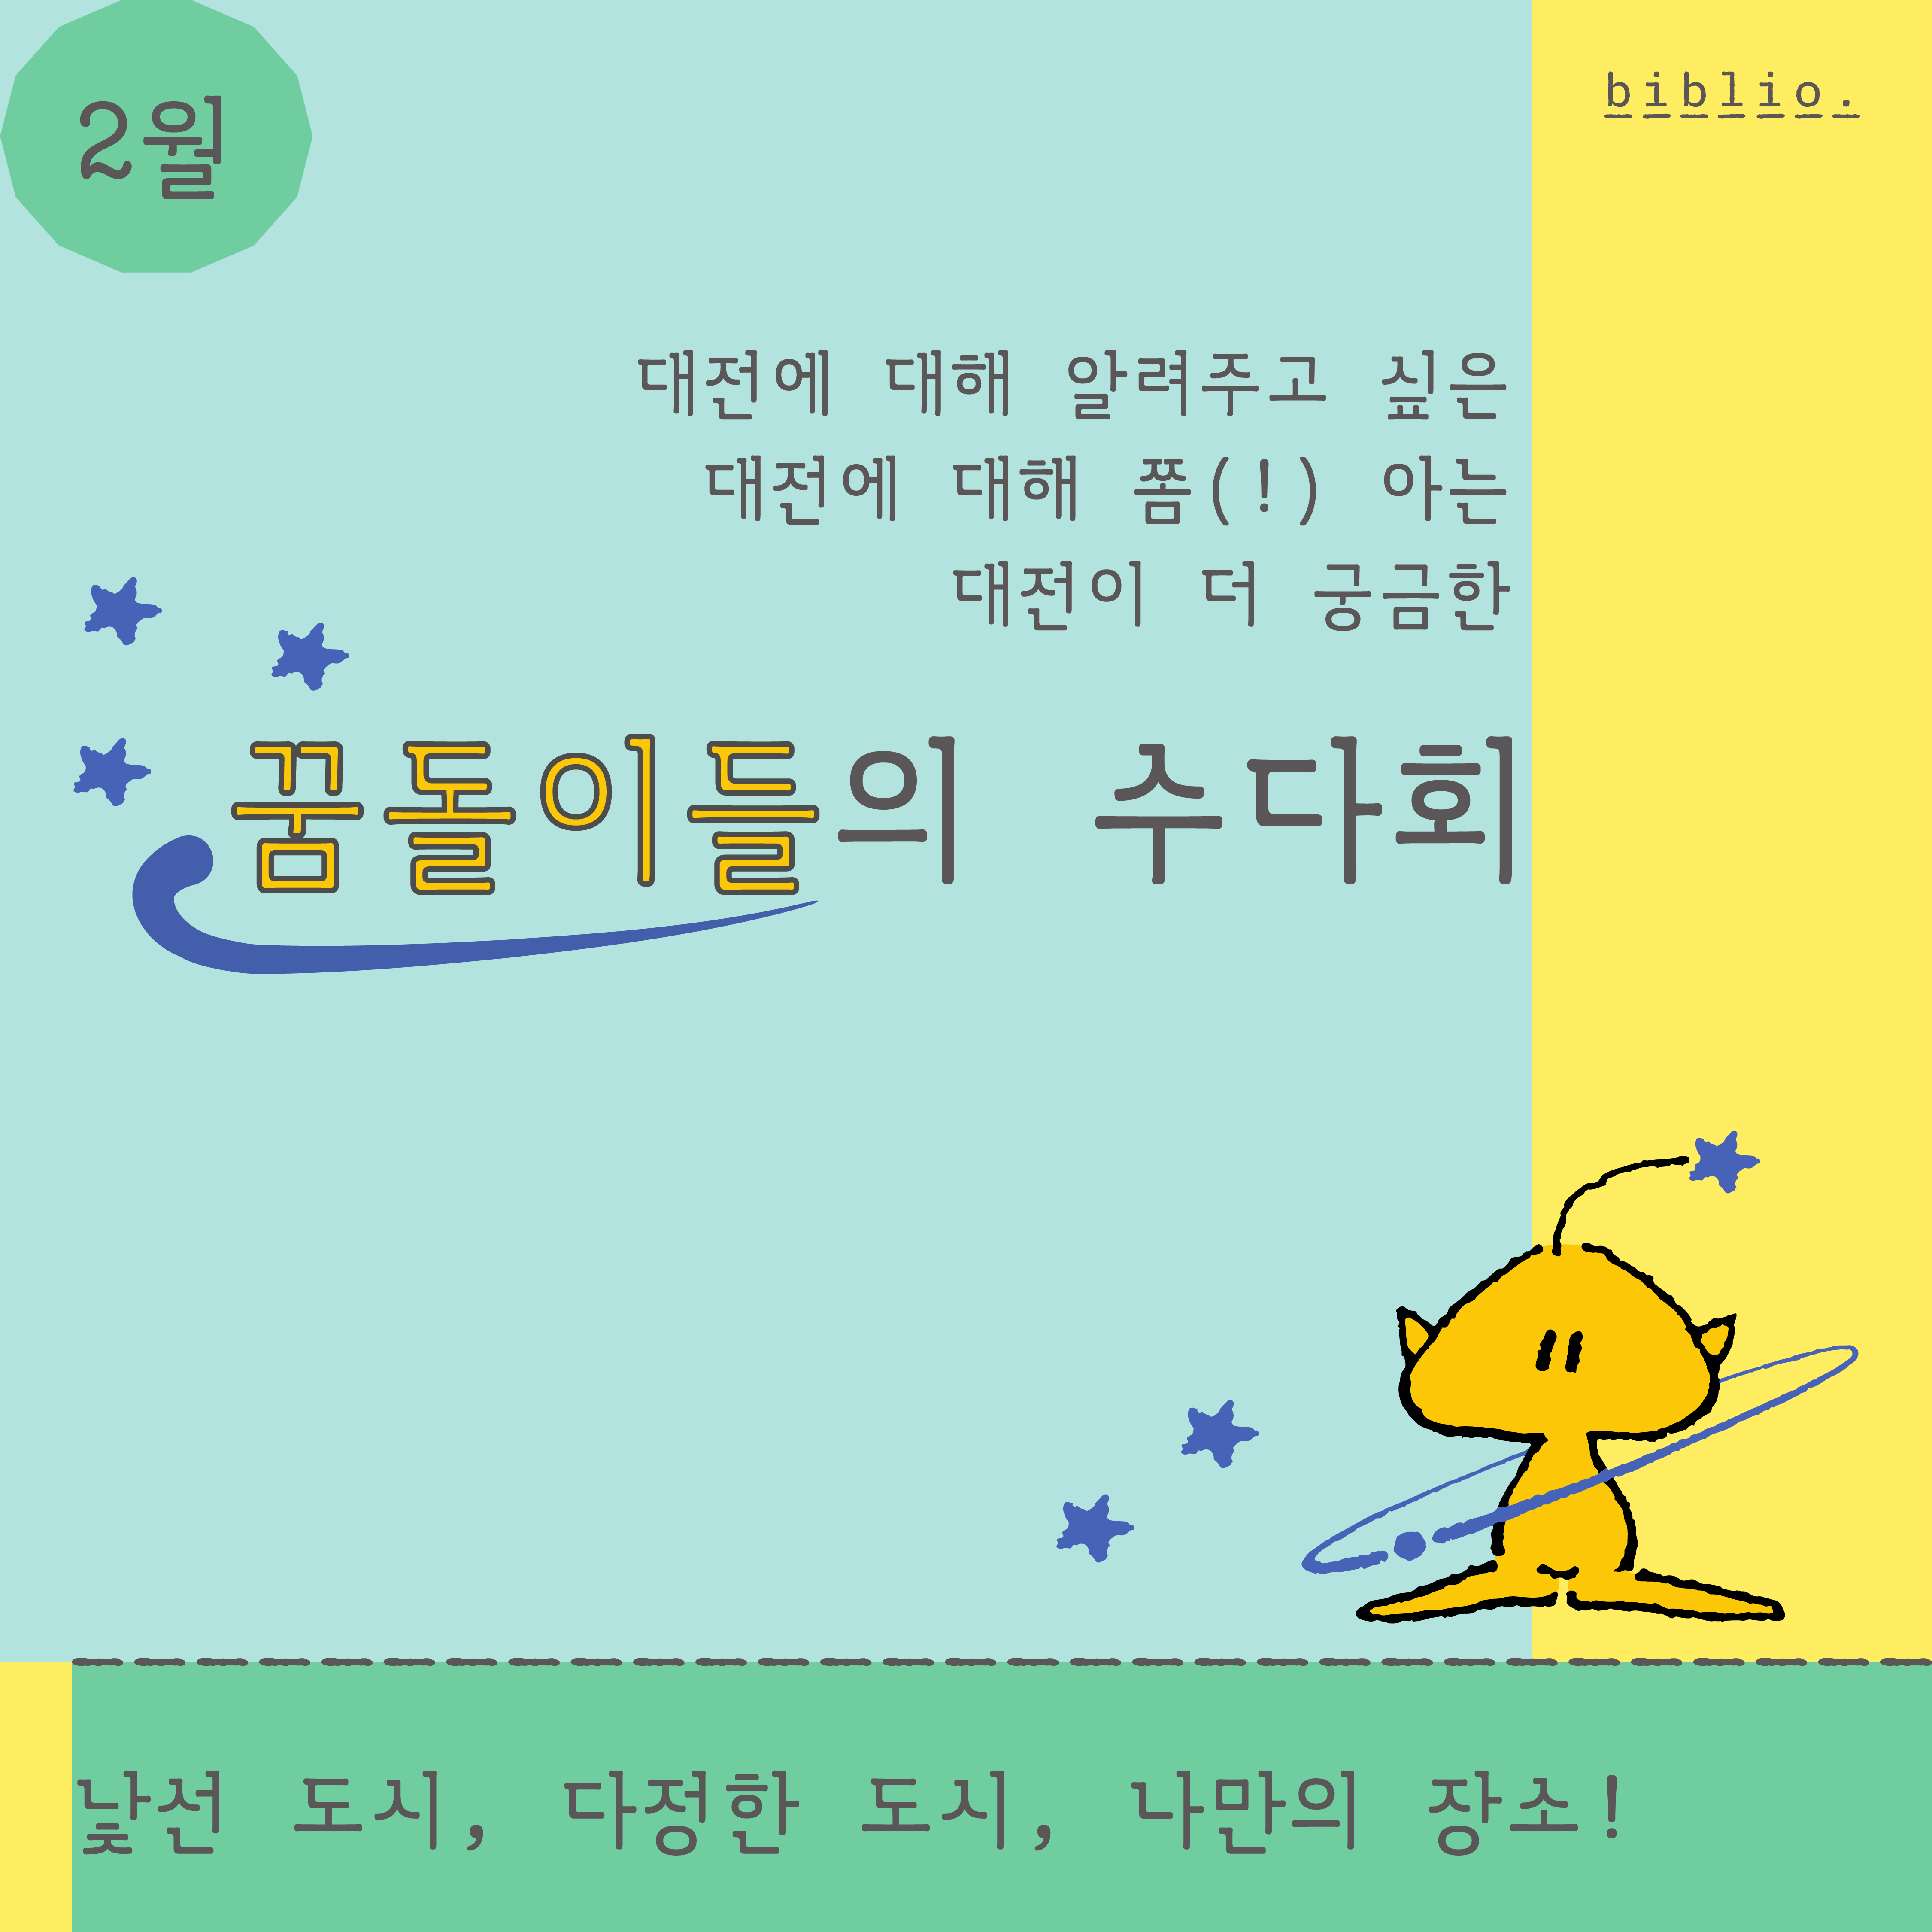 2월
biblio.
대전에 대해 알려주고 싶은
대전에 대해 쫌(!) 아는
대전이 더 궁금한
꿈돌이들의 수다회
낯선 도시, 다정한 도시, 나만의 장소!